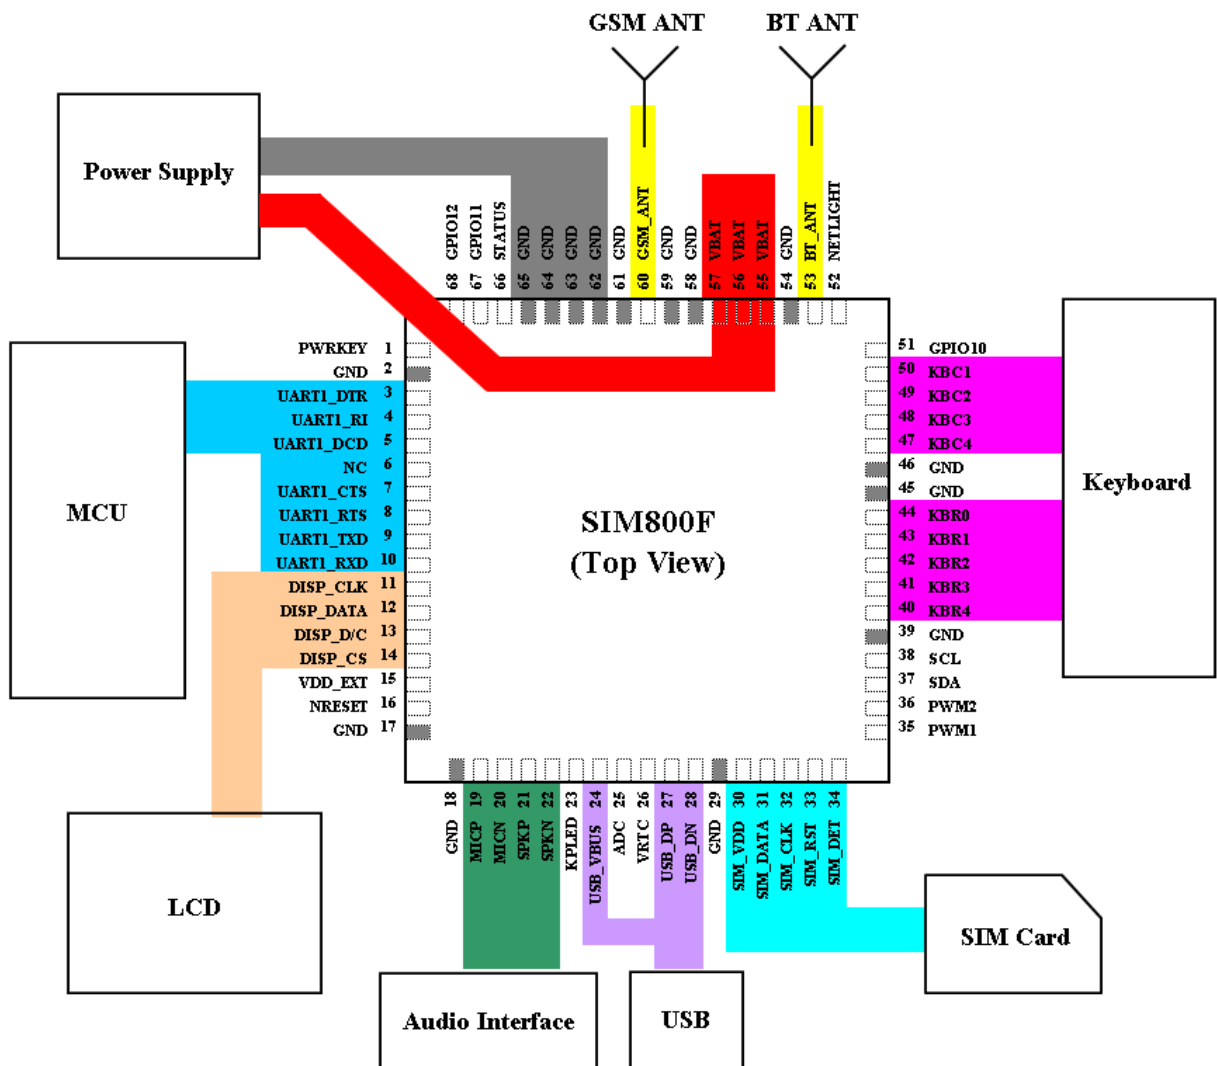 GSM ANT
BT ANT
Power Supply
68 GPIO12
67 GPIO11
66 STATUS
65 GND
64 GND
63 GND
62 GND
61 GND
60 GSM_ANT
59 GND
58 GND
57 VBAT
56 VBAT
55 VBAT
54 GND
53 BT_ANT
52 NETLIGHT
PWRKEY 1
GND 2
UART1_DTR 3
UART1_RI 4
UART1_DCD 5
NC 6
UART1_CTS 7
UART1_RTS 8
UART1_TXD 9
UART1_RXD 10
DISP_CLK 11
DISP_DATA 12
DISP_D/C 13
DISP_CS 14
VDD_EXT 15
NRESET 16
GND 17
MCU
SIM800F
(Top View)
51 GPIO10
50 KBC1
49 KBC2
48 KBC3
47 KBC4
46 GND
45 GND
44 KBR0
43 KBR1
42 KBR2
41 KBR3
40 KBR4
39 GND
38 SCL
37 SDA
36 PWM2
35 PWM1
Keyboard
GND 18
MICP 19
MICN 20
SPKP 21
SPKN 22
KPLED 23
USB_VBUS 24
ADC 25
VRTC 26
USB_DP 27
USB_DN 28
GND 29
SIM_VDD 30
SIM_DATA 31
SIM_CLK 32
SIM_RST 33
SIM_DET 34
LCD
Audio Interface
USB
SIM Card